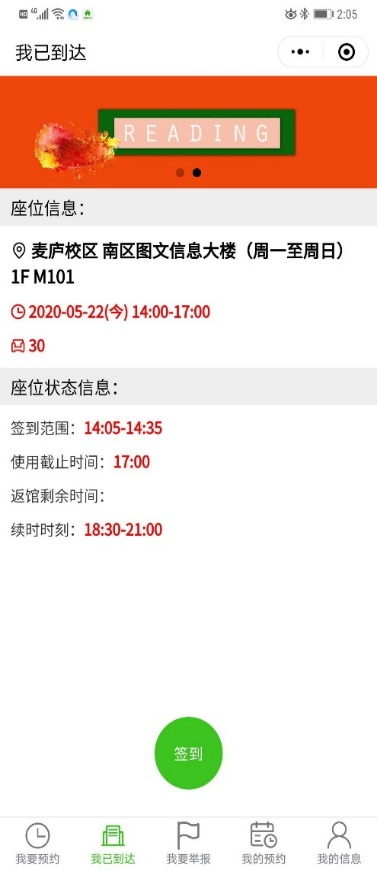 HD 4G 2:05
我已到达
READING
座位信息：
麦庐校区 南区图文信息大楼（周一至周日）
1F M101
2020-05-22(今) 14:00-17:00
30
座位状态信息：
签到范围：14:05-14:35
使用截止时间：17:00
返馆剩余时间：
续时时刻：18:30-21:00
签到
我要预约 我已到达 我要举报 我的预约 我的信息